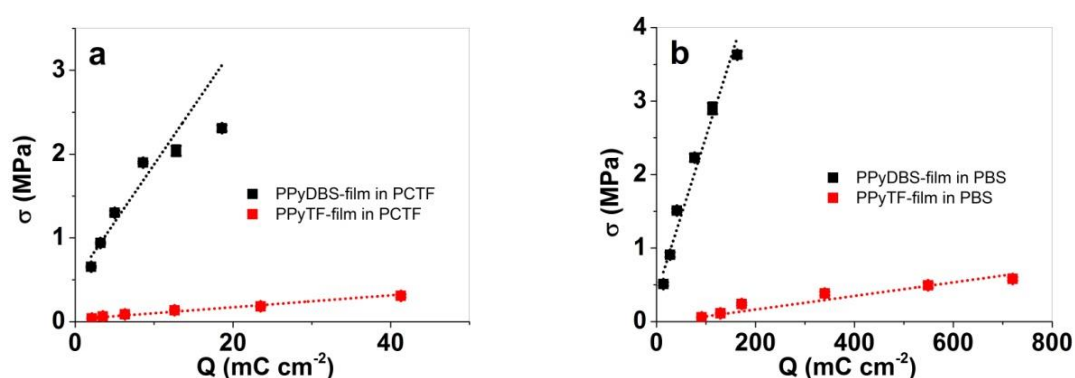 a
3
2
1
0
σ (MPa)
0
20
40
Q (mC cm-2)
PPyDBS-film in PCTF
PPyTF-film in PCTF
b
4
3
2
1
0
σ (MPa)
0
200
400
600
800
Q (mC cm-2)
PPyDBS-film in PBS
PPyTF-film in PBS